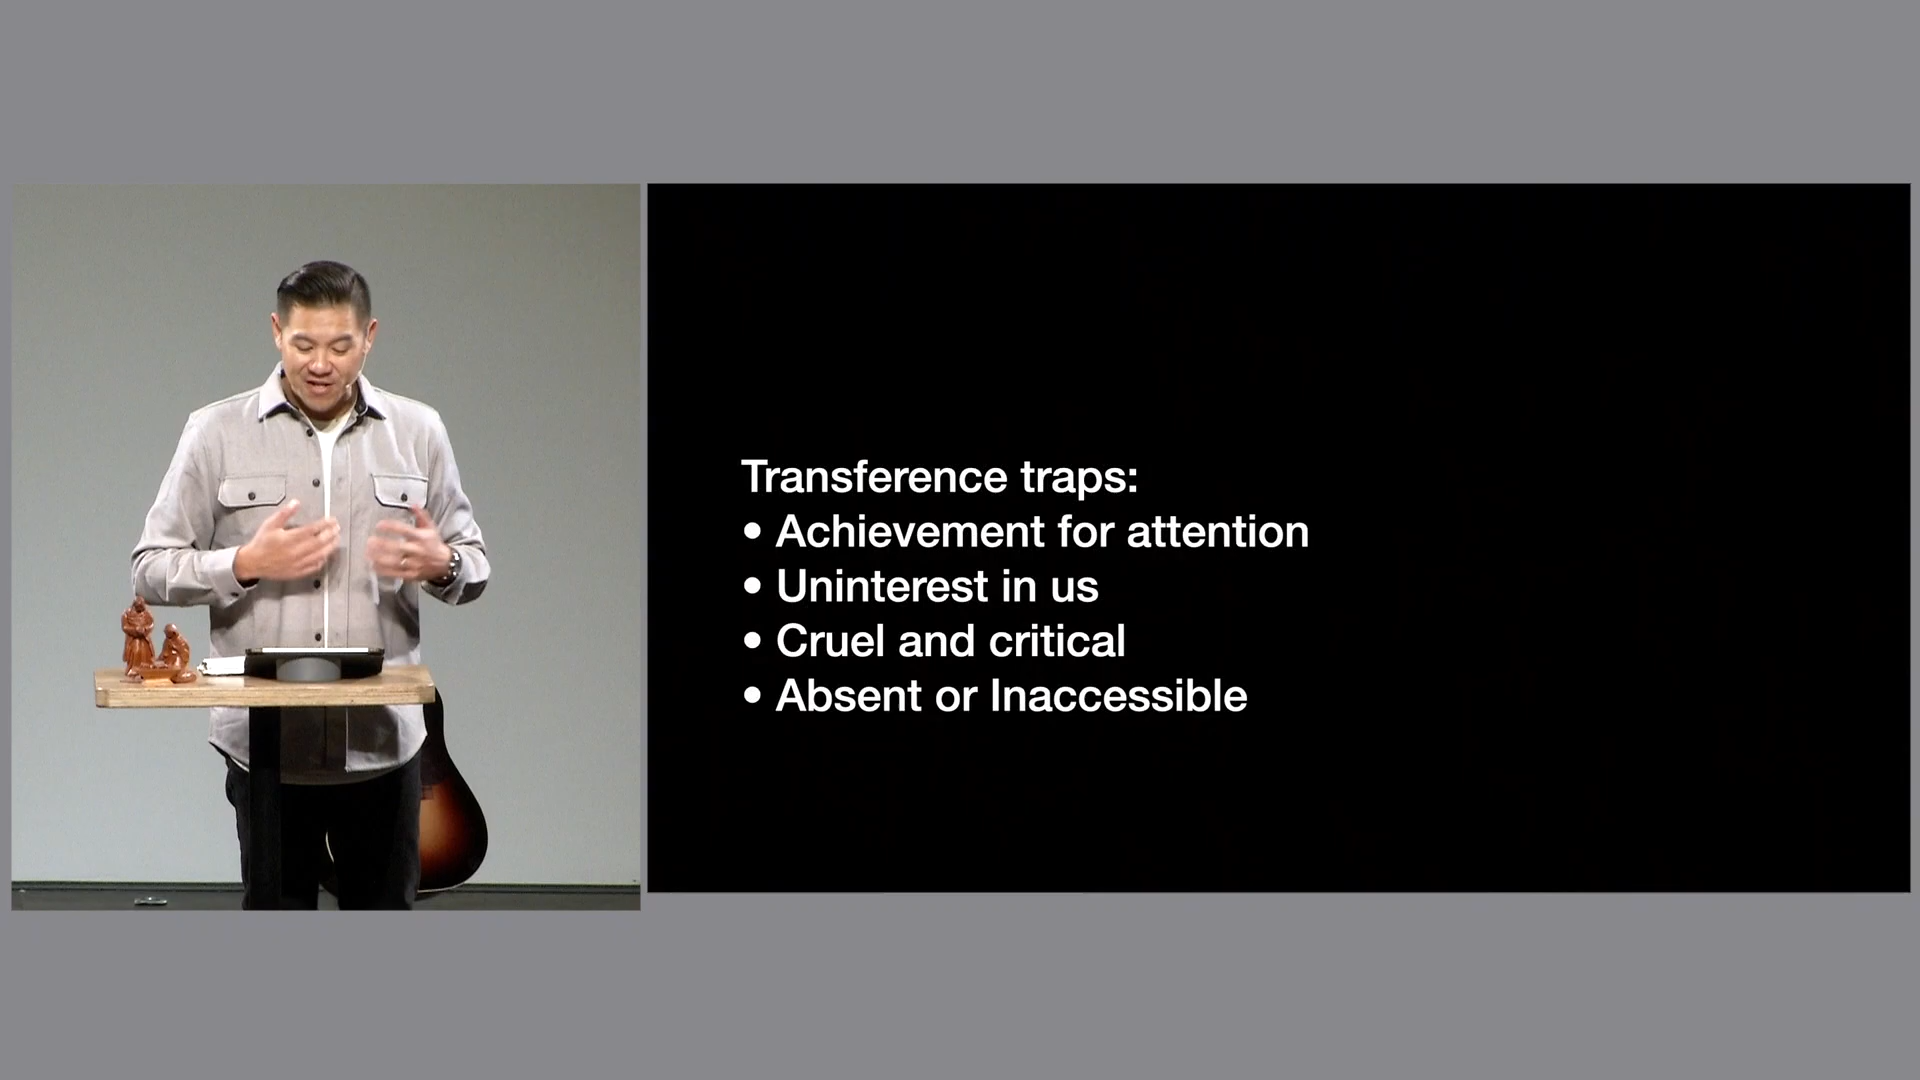 Transference traps:
• Achievement for attention
• Uninterest in us
• Cruel and critical
• Absent or Inaccessible